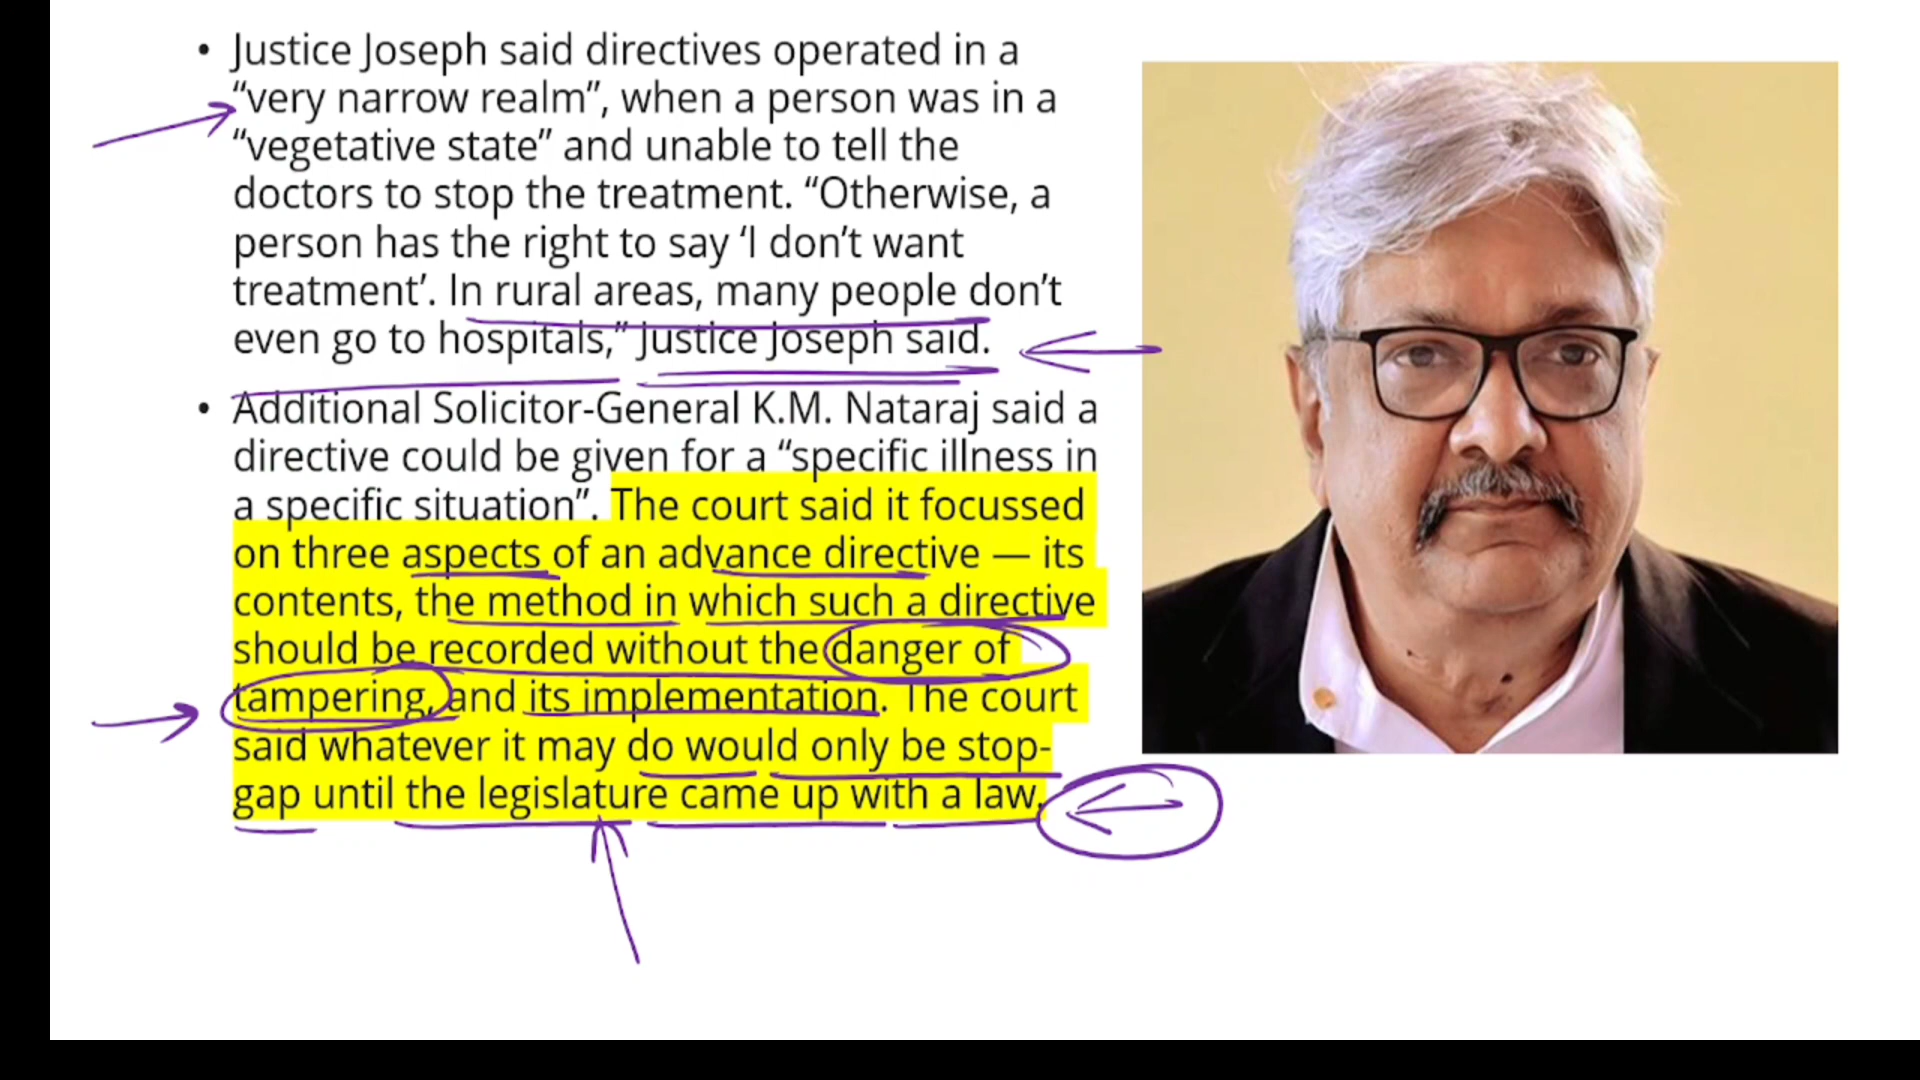 • Justice Joseph said directives operated in a
“very narrow realm”, when a person was in a
“vegetative state” and unable to tell the
doctors to stop the treatment. “Otherwise, a
person has the right to say ‘I don’t want
treatment’. In rural areas, many people don’t
even go to hospitals,” Justice Joseph said.
• Additional Solicitor-General K.M. Nataraj said a
directive could be given for a “specific illness in
a specific situation”. The court said it focussed
on three aspects of an advance directive — its
contents, the method in which such a directive
should be recorded without the danger of
tampering, and its implementation. The court
said whatever it may do would only be stop-
gap until the legislature came up with a law.